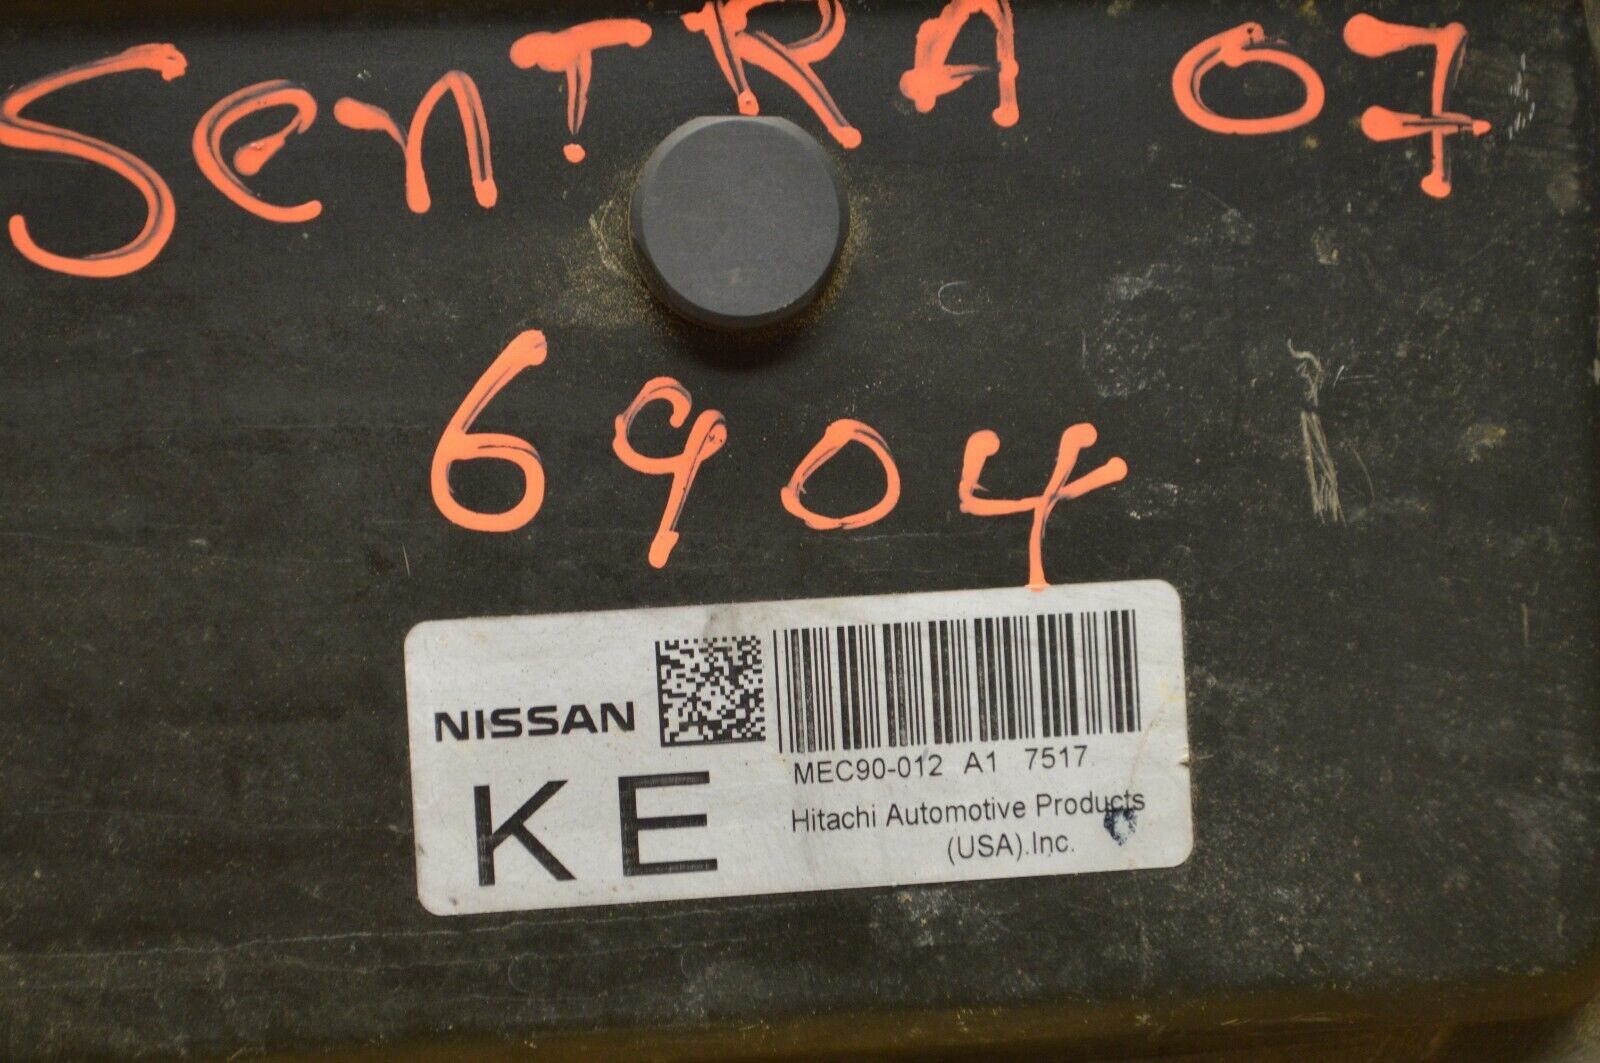 SenTRA 07
6904
NISSAN
KE
MEC90-012 A1 7517
Hitachi Automotive Products
(USA).Inc.